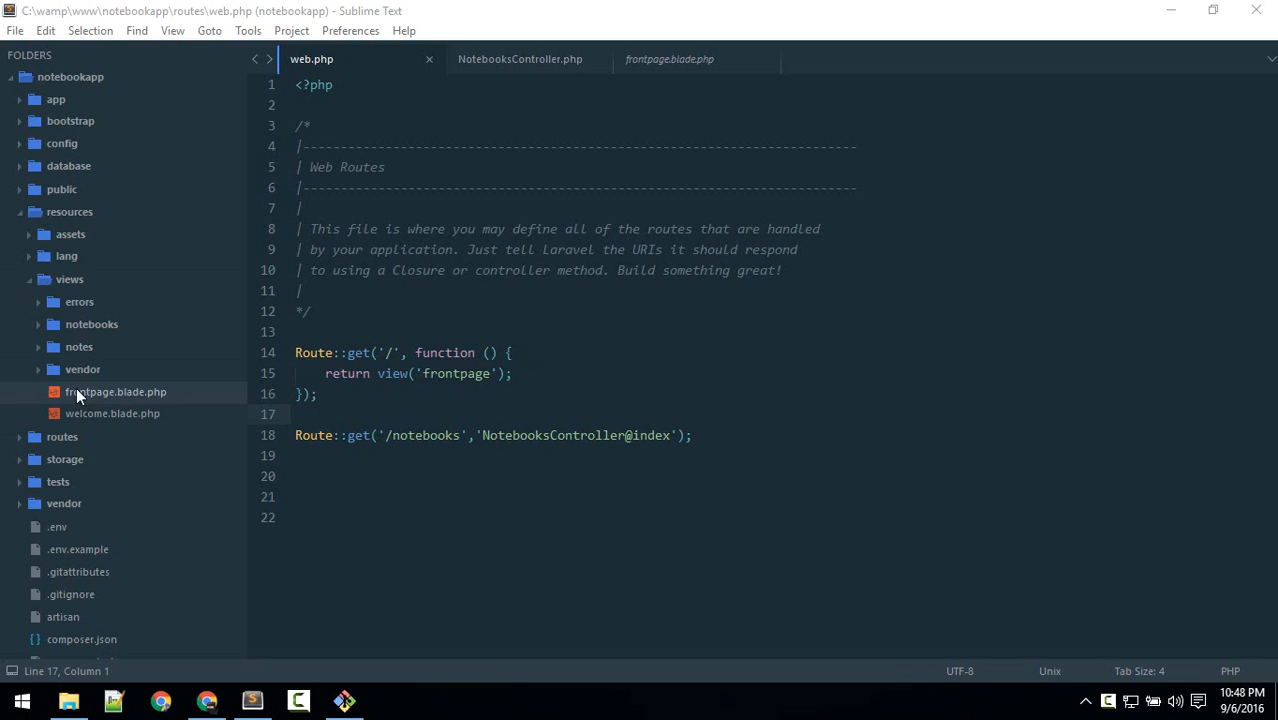 C:\wamp\www\notebookapp\routes\web.php (notebookapp) - Sublime Text
File Edit Selection Find View Goto Tools Project Preferences Help
FOLDERS
notebookapp
app
bootstrap
config
database
public
resources
assets
lang
views
errors
notebooks
notes
vendor
frontpage.blade.php
welcome.blade.php
routes
storage
tests
vendor
.env
.env.example
.gitattributes
.gitignore
artisan
composer.json
web.php NotebooksController.php frontpage.blade.php
1 <?php
2
3 /*
4 |--------------------------------------------------------------------------
5 | Web Routes
6 |--------------------------------------------------------------------------
7 |
8 | This file is where you may define all of the routes that are handled
9 | by your application. Just tell Laravel the URIs it should respond
10 | to using a Closure or controller method. Build something great!
11 |
12 */
13
14 Route::get('/', function () {
15     return view('frontpage');
16 });
17
18 Route::get('/notebooks','NotebooksController@index');
19
20
21
22
Line 17, Column 1 UTF-8 Unix Tab Size: 4 PHP
10:48 PM
9/6/2016